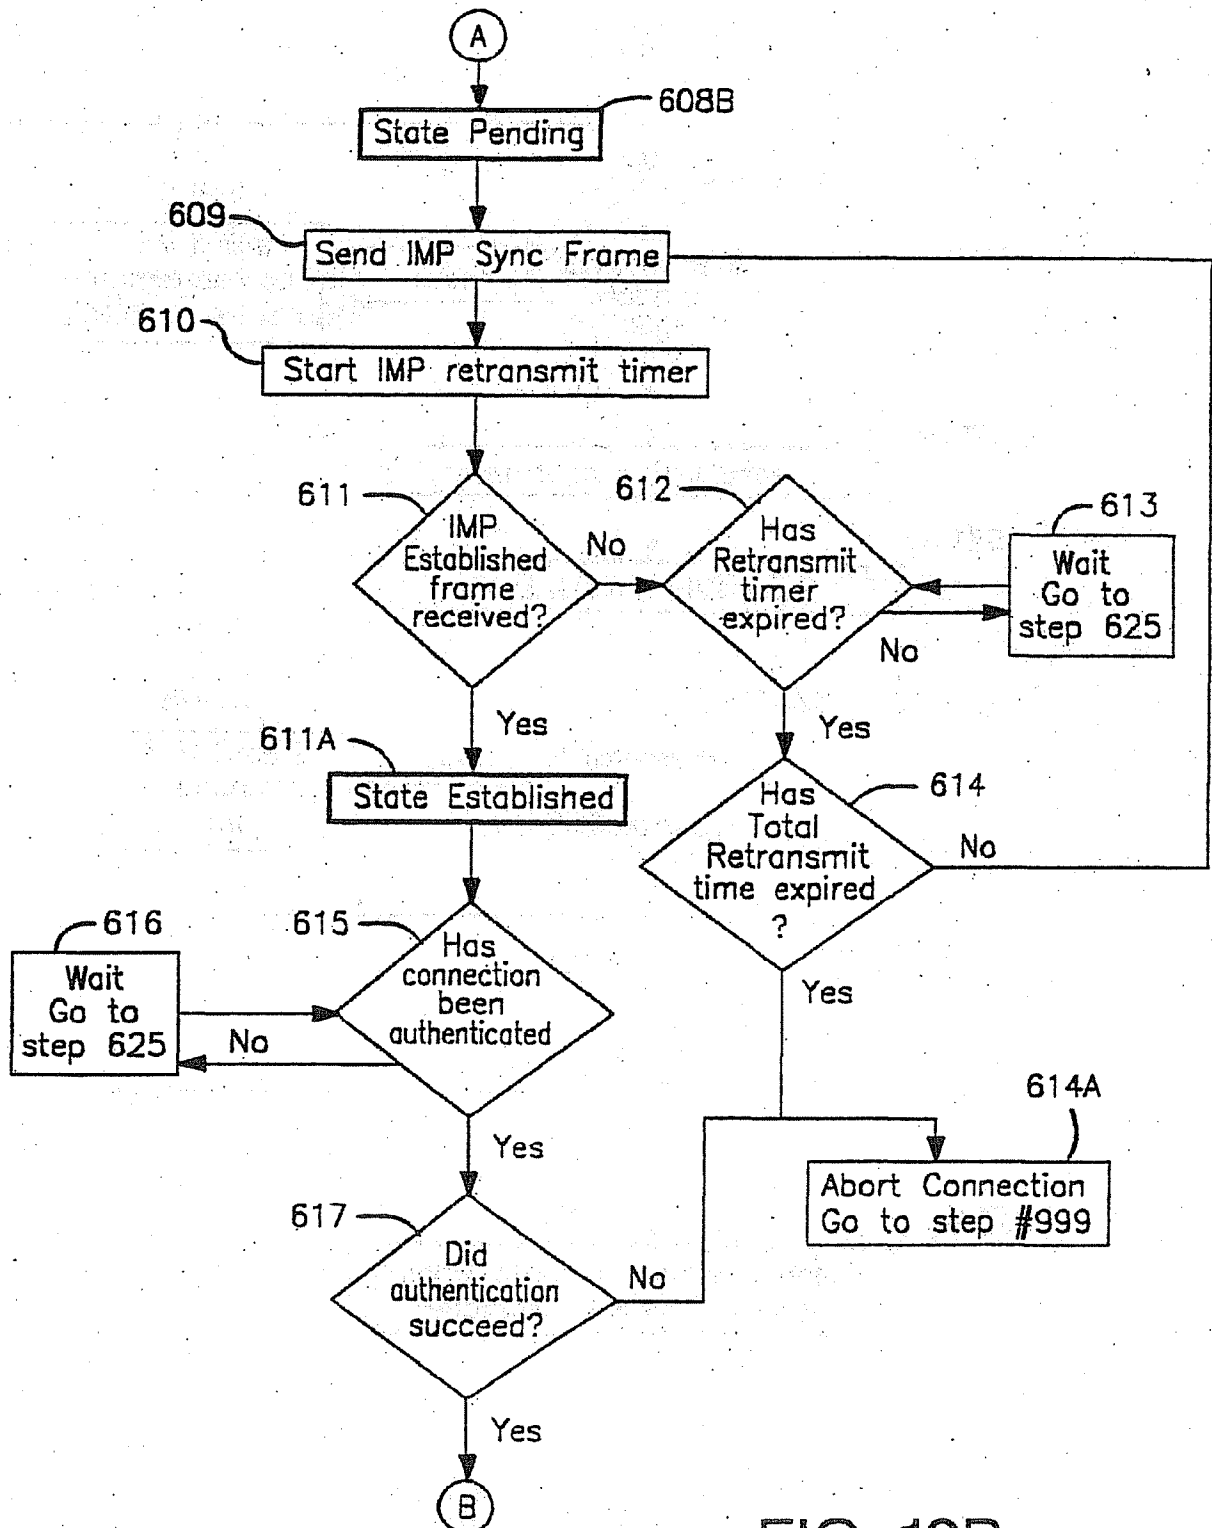 A
608B
State Pending
609
Send IMP Sync Frame
610
Start IMP retransmit timer
611
IMP
Established
frame
received?
No
612
Has
Retransmit
timer
expired?
No
613
Wait
Go to
step 625
Yes
611A
State Established
Yes
614
Has
Total
Retransmit
time expired
?
No
616
Wait
Go to
step 625
No
615
Has
connection
been
authenticated
Yes
Yes
614A
Abort Connection
Go to step #999
617
Did
authentication
succeed?
No
Yes
B